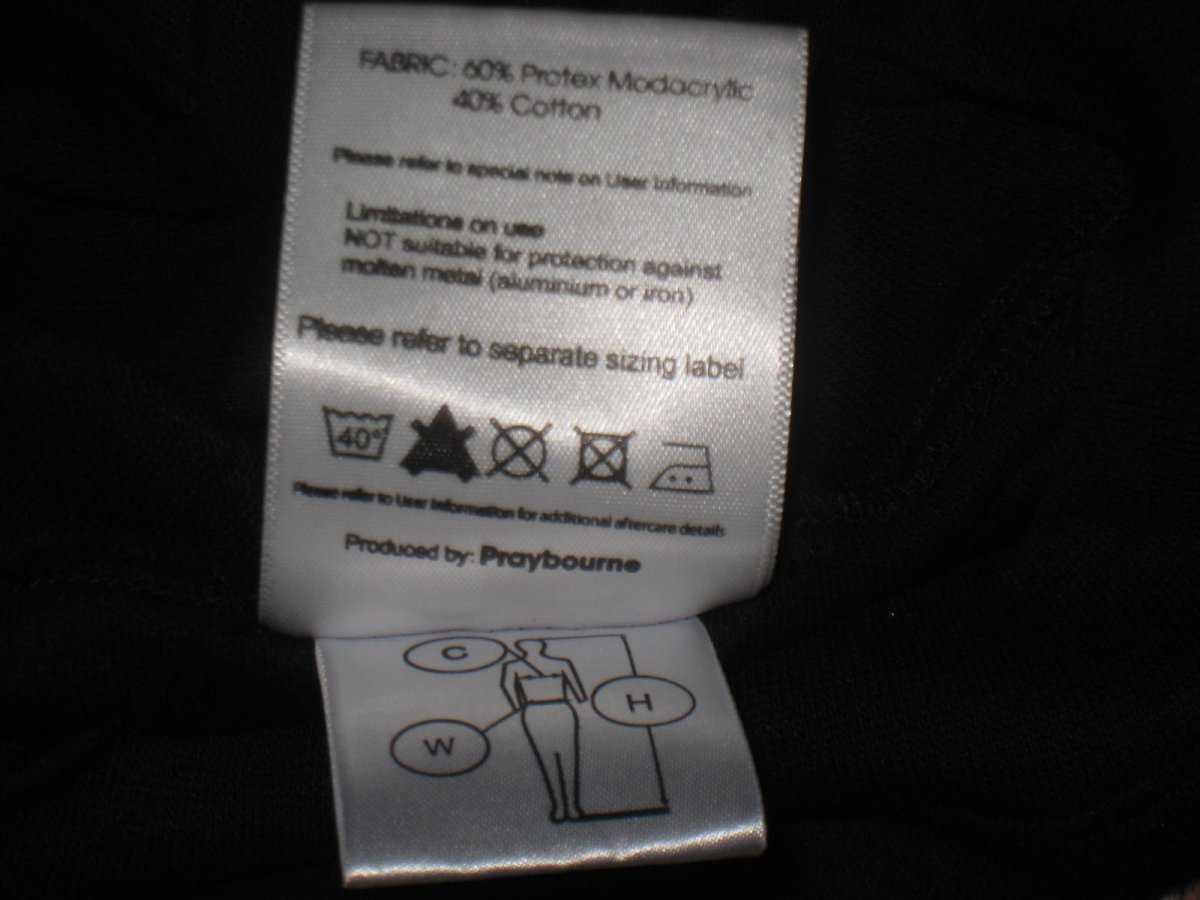 FABRIC: 60% Protex Modacrylic
40% Cotton
Please refer to special note on User Information
Limitations on use
NOT suitable for protection against
molten metal (aluminium or iron)
Please refer to separate sizing label
40°
Please refer to User Information for additional aftercare details
Produced by: Praybourne
C
H
W